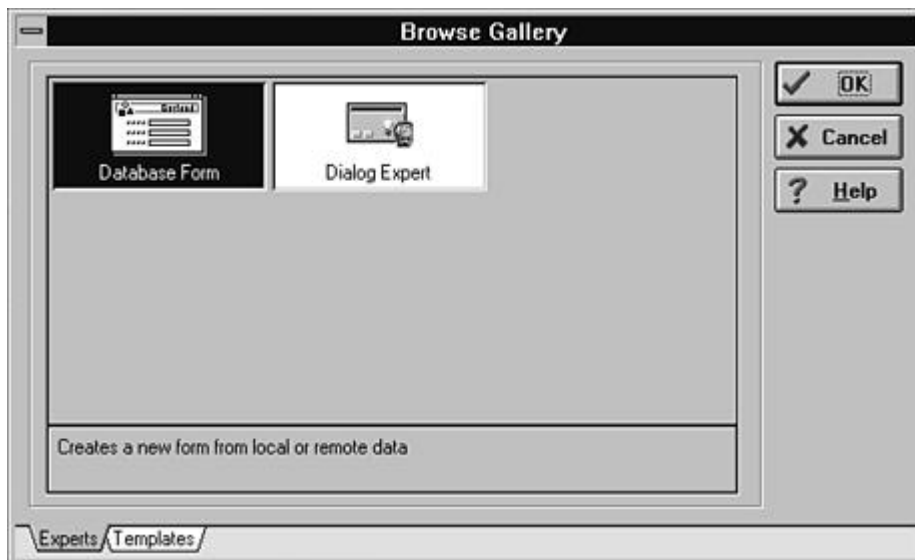 Browse Gallery
Borland
Database Form
Dialog Expert
OK
Cancel
Help
Creates a new form from local or remote data
Experts
Templates